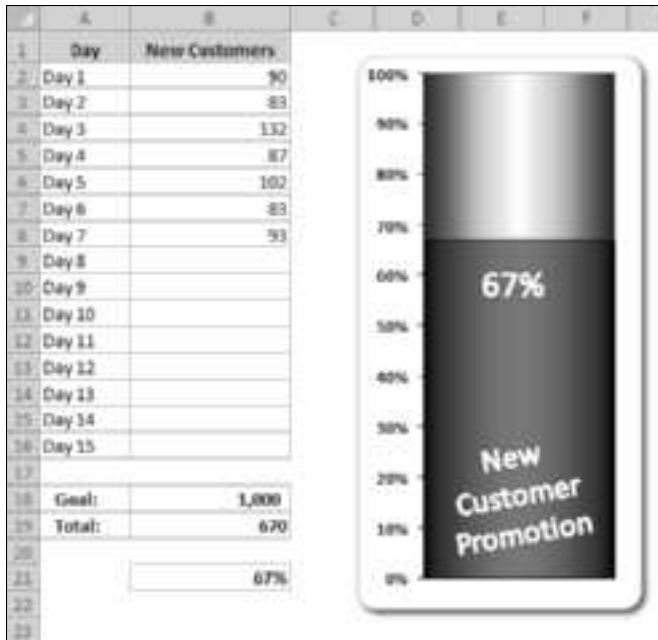 A B C D E F
1 Day New Customers
2 Day 1 90
3 Day 2 83
4 Day 3 132
5 Day 4 87
6 Day 5 102
7 Day 6 83
8 Day 7 93
9 Day 8
10 Day 9
11 Day 10
12 Day 11
13 Day 12
14 Day 13
15 Day 14
16 Day 15
17
18 Goal: 1,000
19 Total: 670
20
21 67%
22
23
100%
90%
80%
70%
60%
50%
40%
30%
20%
10%
0%
67%
New
Customer
Promotion